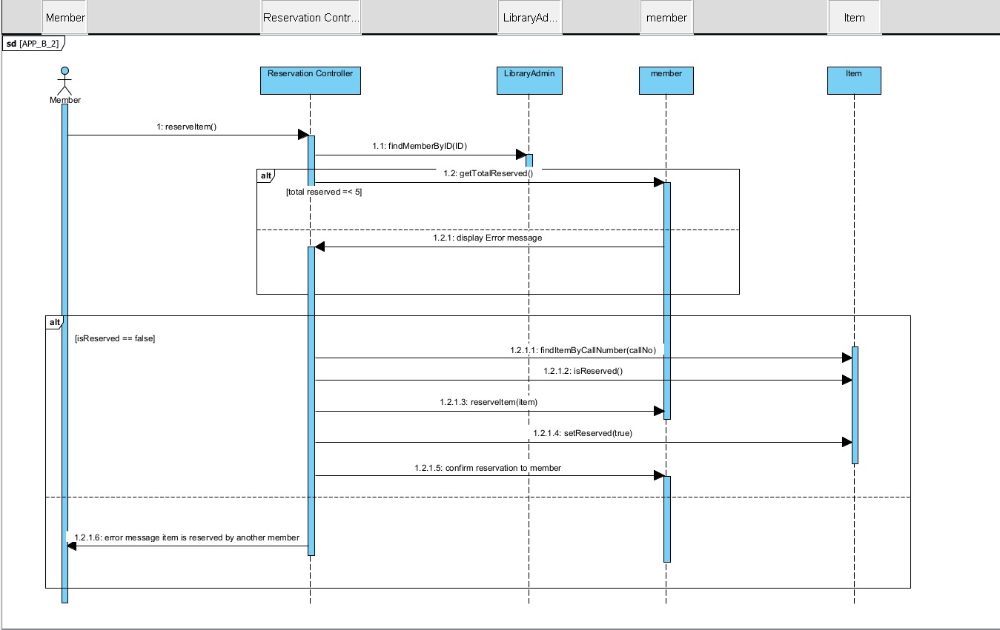 Member
Reservation Contr...
LibraryAd...
member
Item
sd [APP_B_2]
Reservation Controller
LibraryAdmin
member
Item
Member
1: reserveItem()
1.1: findMemberByID(ID)
alt
1.2: getTotalReserved()
[total reserved =< 5]
1.2.1: display Error message
alt
[isReserved == false]
1.2.1.1: findItemByCallNumber(callNo)
1.2.1.2: isReserved()
1.2.1.3: reserveItem(item)
1.2.1.4: setReserved(true)
1.2.1.5: confirm reservation to member
1.2.1.6: error message item is reserved by another member